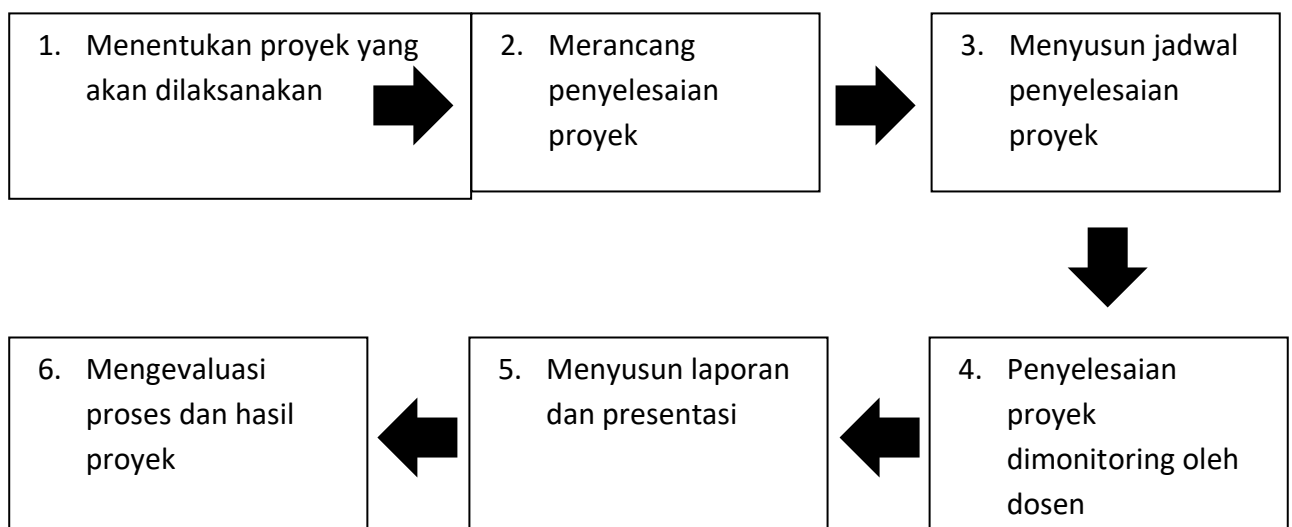 1. Menentukan proyek yang
akan dilaksanakan
2. Merancang
penyelesaian
proyek
3. Menyusun jadwal
penyelesaian
proyek
4. Penyelesaian
proyek
dimonitoring oleh
dosen
5. Menyusun laporan
dan presentasi
6. Mengevaluasi
proses dan hasil
proyek